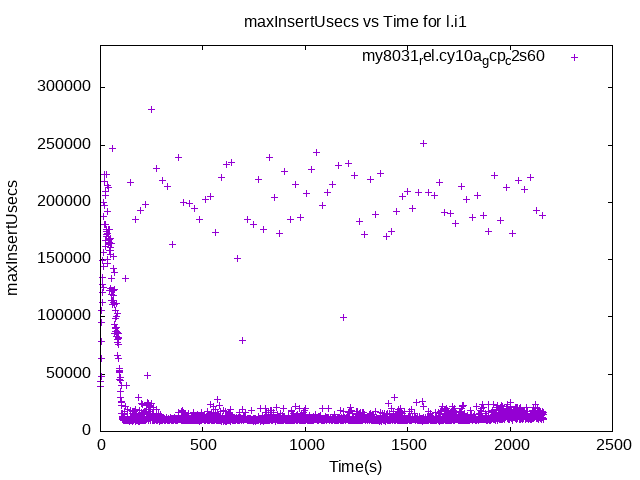 maxInsertUsecs vs Time for l.i1
my8031rel.cy10agcpc2s60
maxInsertUsecs
300000
250000
200000
150000
100000
50000
0
0 500 1000 1500 2000 2500
Time(s)